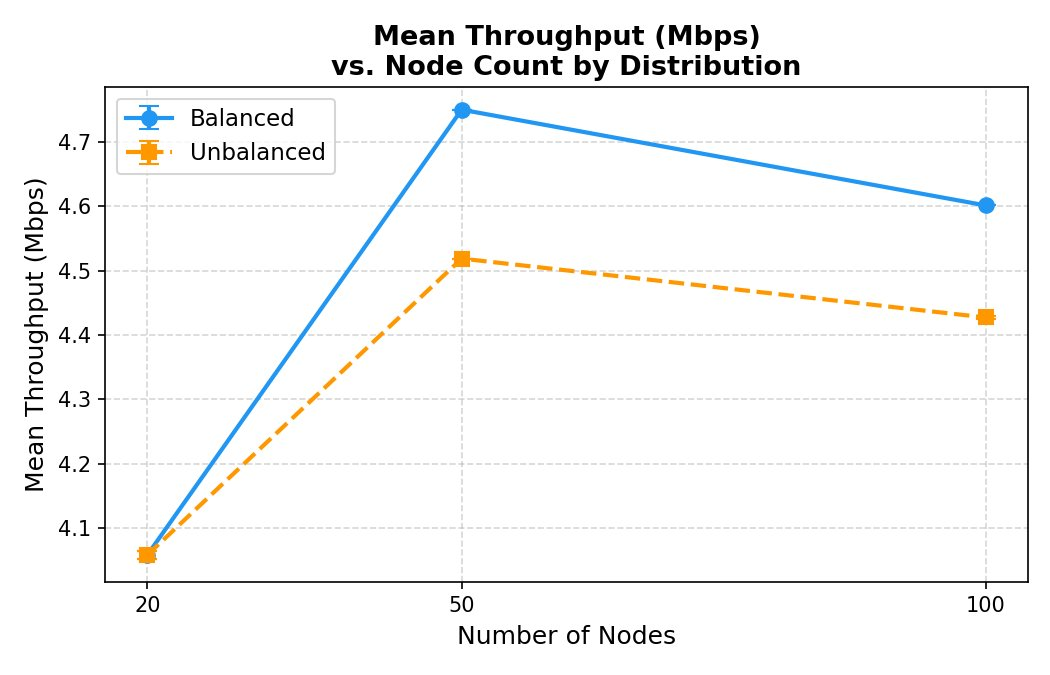 Mean Throughput (Mbps)
vs. Node Count by Distribution
Balanced
Unbalanced
Mean Throughput (Mbps)
4.7
4.6
4.5
4.4
4.3
4.2
4.1
20
50
100
Number of Nodes